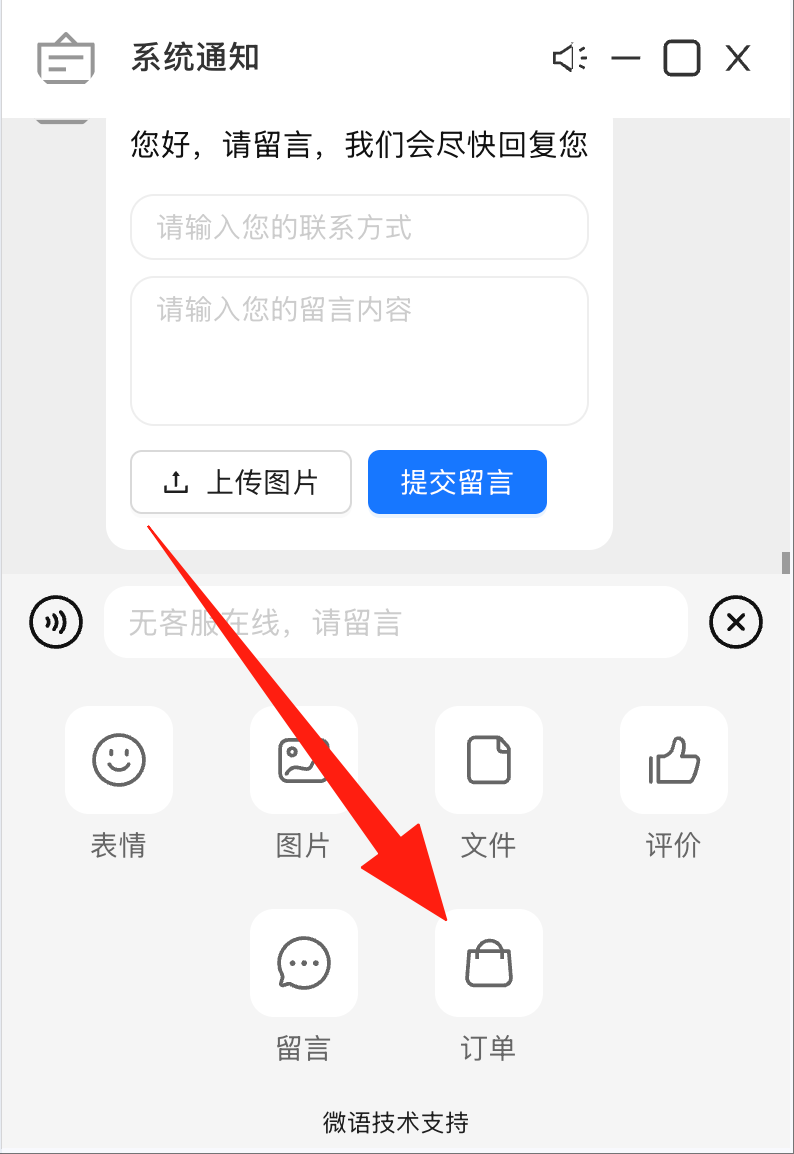 系统通知
您好，请留言，我们会尽快回复您
请输入您的联系方式
请输入您的留言内容
上传图片
提交留言
无客服在线，请留言
表情
图片
文件
评价
留言
订单
微语技术支持